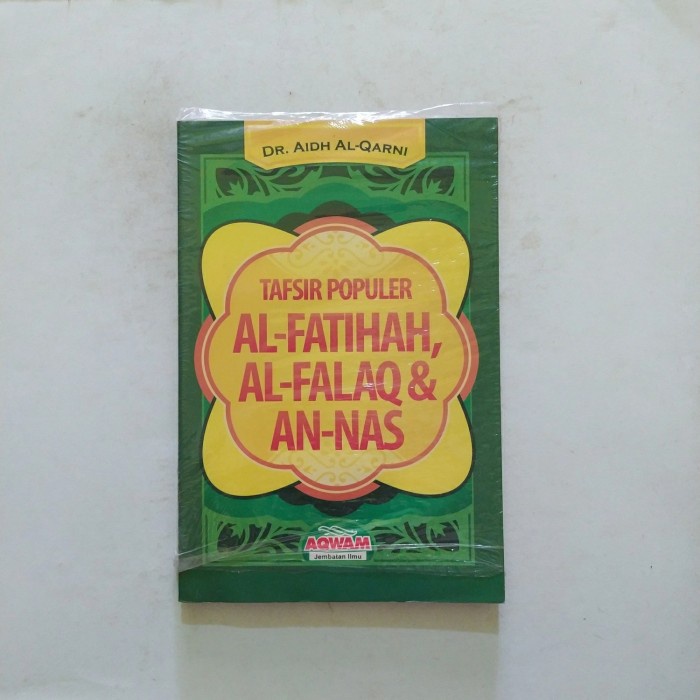 DR. AIDH AL-QARNI
TAFSIR POPULER
AL-FATIHAH,
AL-FALAQ &
AN-NAS
AQWAM
Jembatan Ilmu